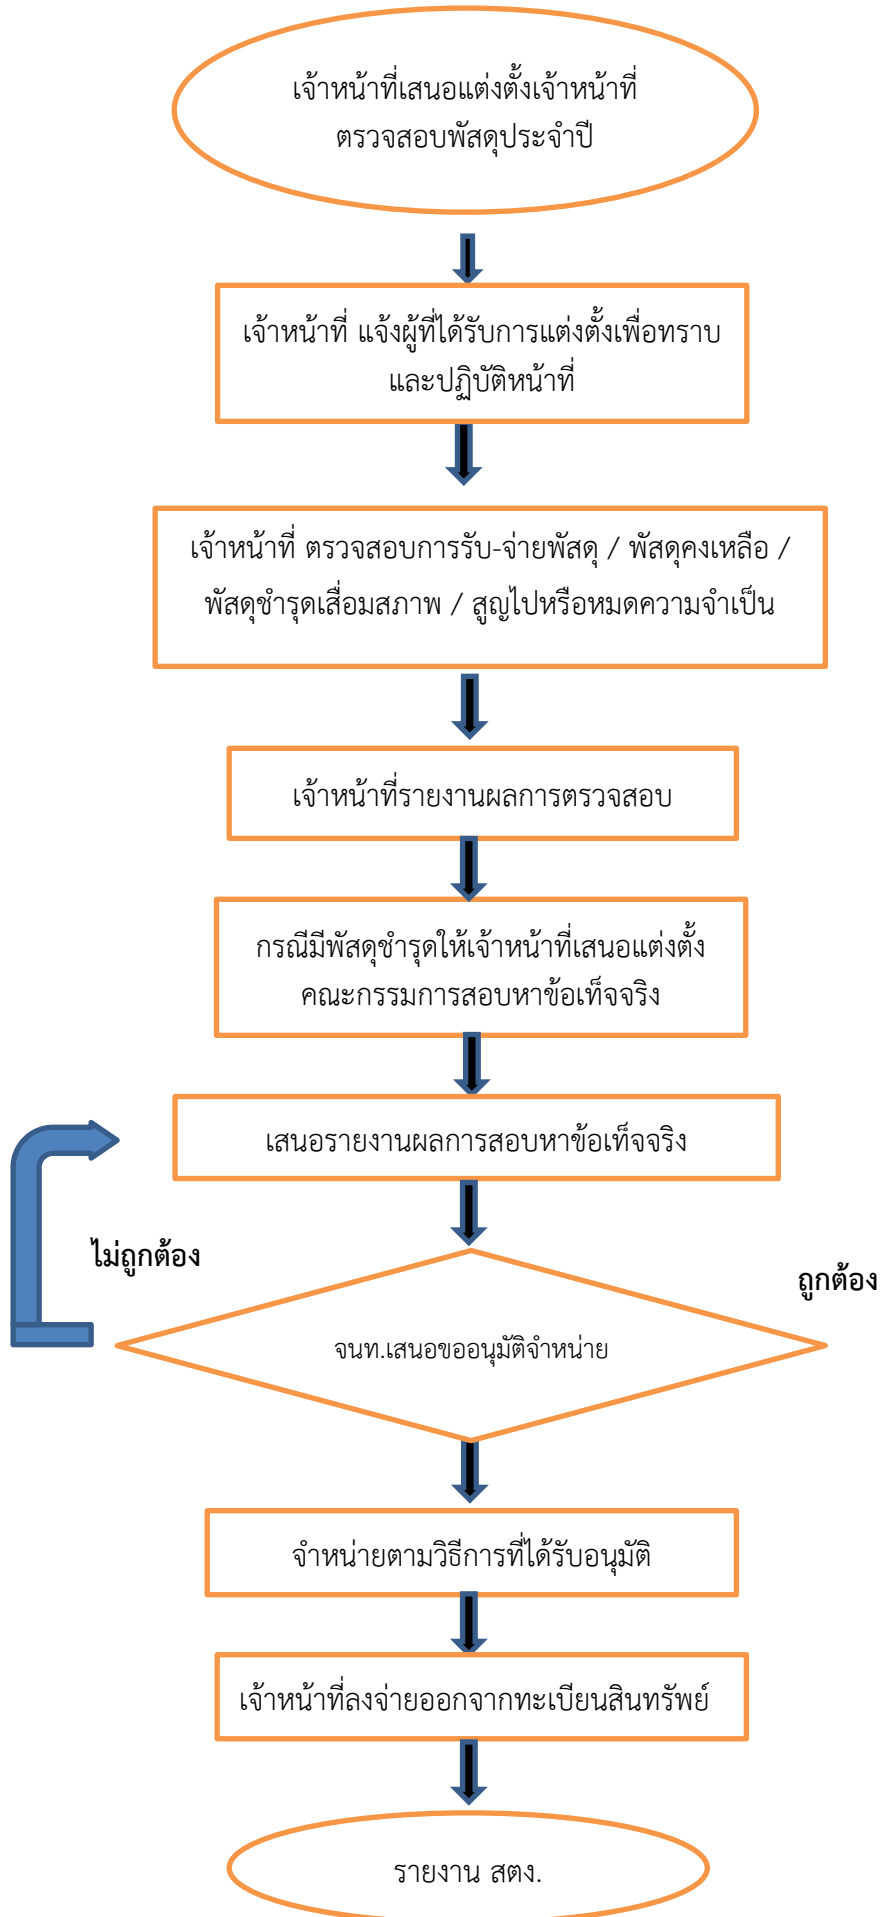 เจ้าหน้าที่เสนอแต่งตั้งเจ้าหน้าที่
ตรวจสอบพัสดุประจำปี
เจ้าหน้าที่ แจ้งผู้ที่ได้รับการแต่งตั้งเพื่อทราบ
และปฏิบัติหน้าที่
เจ้าหน้าที่ ตรวจสอบการรับ-จ่ายพัสดุ / พัสดุคงเหลือ /
พัสดุชำรุดเสื่อมสภาพ / สูญไปหรือหมดความจำเป็น
เจ้าหน้าที่รายงานผลการตรวจสอบ
กรณีมีพัสดุชำรุดให้เจ้าหน้าที่เสนอแต่งตั้ง
คณะกรรมการสอบหาข้อเท็จจริง
เสนอรายงานผลการสอบหาข้อเท็จจริง
ไม่ถูกต้อง
ถูกต้อง
จนท.เสนอขออนุมัติจำหน่าย
จำหน่ายตามวิธีการที่ได้รับอนุมัติ
เจ้าหน้าที่ลงจ่ายออกจากทะเบียนสินทรัพย์
รายงาน สตง.